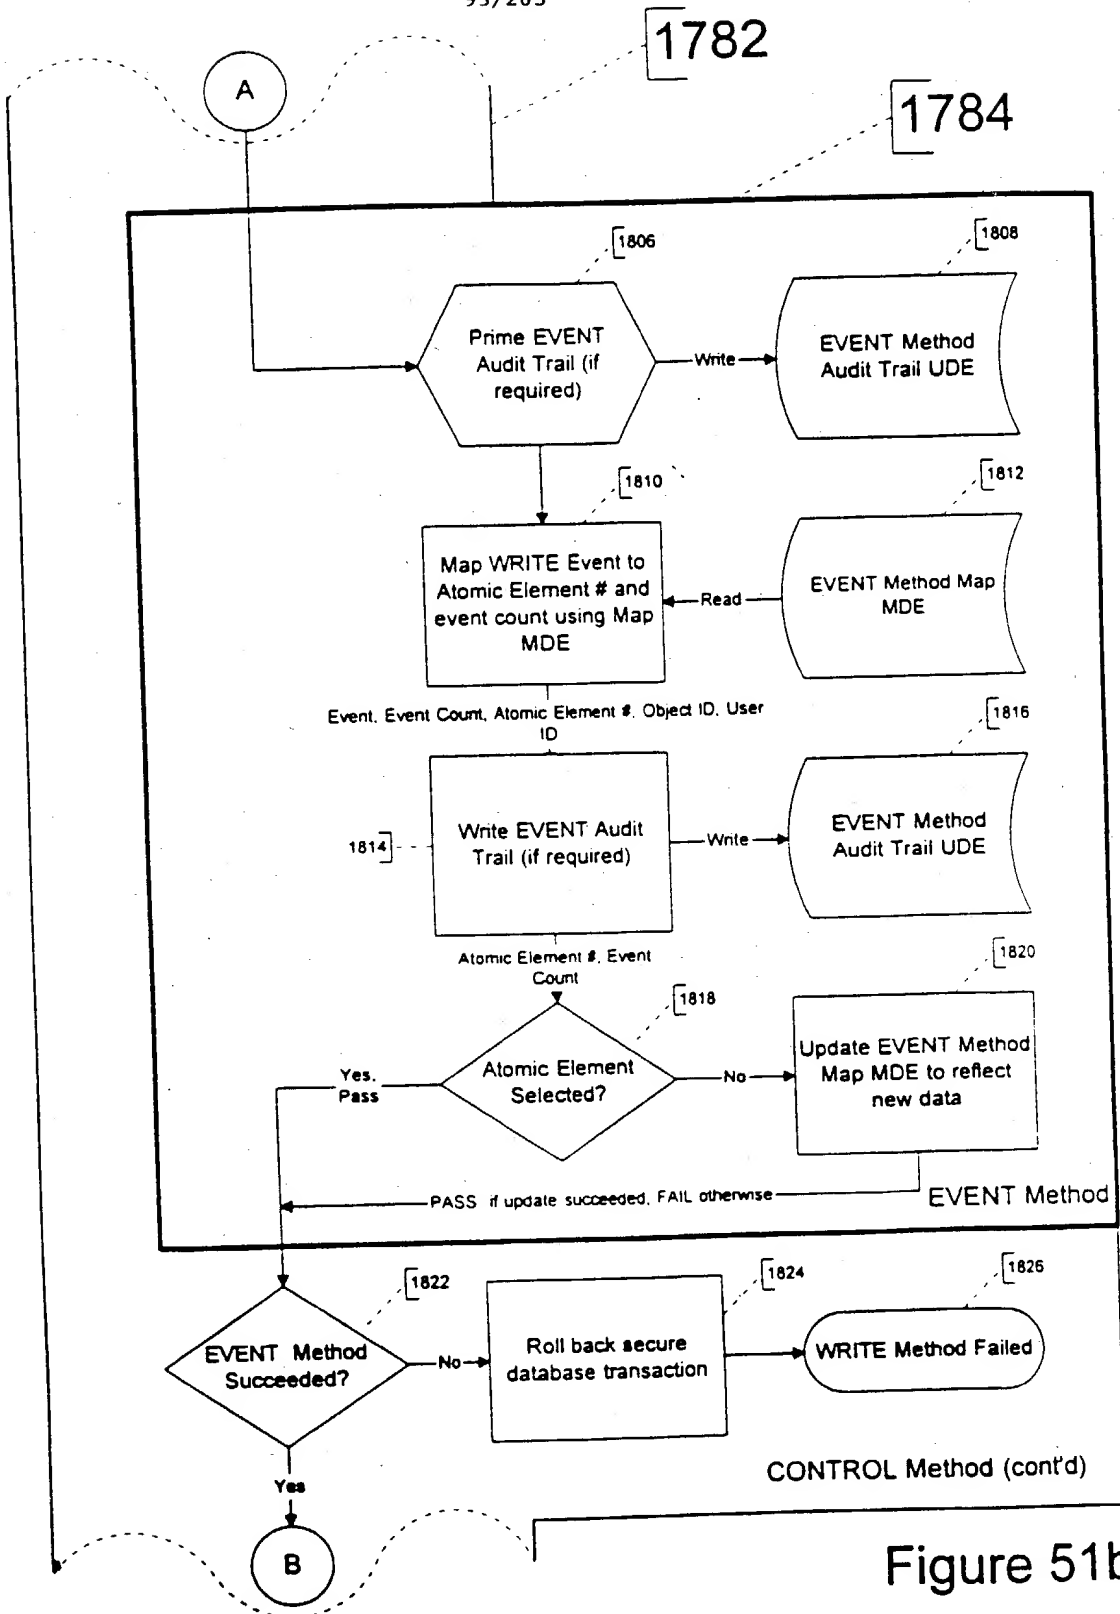 93/203
1782
A
1784
1806
1808
Prime EVENT
Audit Trail (if
required)
Write
EVENT Method
Audit Trail UDE
1810
1812
Map WRITE Event to
Atomic Element # and
event count using Map
MDE
Read
EVENT Method Map
MDE
Event, Event Count, Atomic Element #, Object ID, User
ID
1816
1814
Write EVENT Audit
Trail (if required)
Write
EVENT Method
Audit Trail UDE
Atomic Element #, Event
Count
1820
1818
Yes,
Pass
Atomic Element
Selected?
No
Update EVENT Method
Map MDE to reflect
new data
PASS if update succeeded, FAIL otherwise
EVENT Method
1822
1824
1826
EVENT Method
Succeeded?
No
Roll back secure
database transaction
WRITE Method Failed
Yes
CONTROL Method (cont'd)
B
Figure 51b